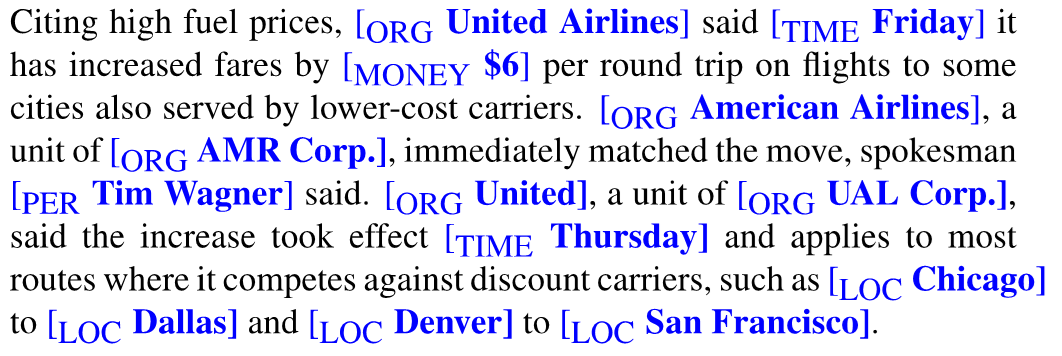 Citing high fuel prices, [ORG United Airlines] said [TIME Friday] it
has increased fares by [MONEY $6] per round trip on flights to some
cities also served by lower-cost carriers. [ORG American Airlines], a
unit of [ORG AMR Corp.], immediately matched the move, spokesman
[PER Tim Wagner] said. [ORG United], a unit of [ORG UAL Corp.],
said the increase took effect [TIME Thursday] and applies to most
routes where it competes against discount carriers, such as [LOC Chicago]
to [LOC Dallas] and [LOC Denver] to [LOC San Francisco].